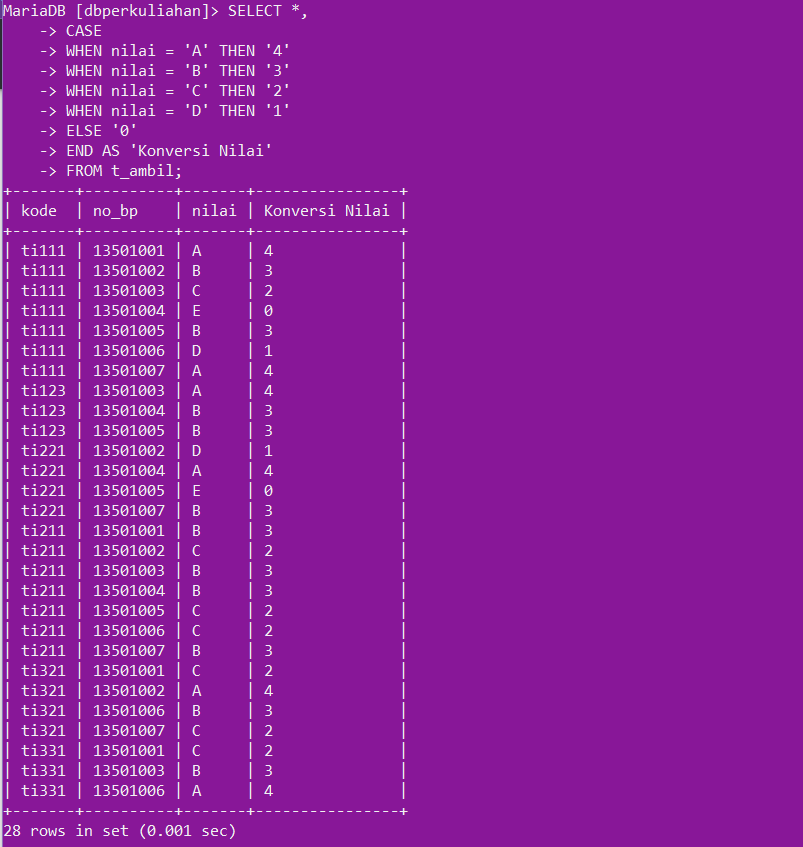 MariaDB [dbperkuliahan]> SELECT *,
    -> CASE
    -> WHEN nilai = 'A' THEN '4'
    -> WHEN nilai = 'B' THEN '3'
    -> WHEN nilai = 'C' THEN '2'
    -> WHEN nilai = 'D' THEN '1'
    -> ELSE '0'
    -> END AS 'Konversi Nilai'
    -> FROM t_ambil;
+-------+----------+-------+----------------+
| kode  | no_bp    | nilai | Konversi Nilai |
+-------+----------+-------+----------------+
| ti111 | 13501001 | A     | 4              |
| ti111 | 13501002 | B     | 3              |
| ti111 | 13501003 | C     | 2              |
| ti111 | 13501004 | E     | 0              |
| ti111 | 13501005 | B     | 3              |
| ti111 | 13501006 | D     | 1              |
| ti111 | 13501007 | A     | 4              |
| ti123 | 13501003 | A     | 4              |
| ti123 | 13501004 | B     | 3              |
| ti123 | 13501005 | B     | 3              |
| ti221 | 13501002 | D     | 1              |
| ti221 | 13501004 | A     | 4              |
| ti221 | 13501005 | E     | 0              |
| ti221 | 13501007 | B     | 3              |
| ti211 | 13501001 | B     | 3              |
| ti211 | 13501002 | C     | 2              |
| ti211 | 13501003 | B     | 3              |
| ti211 | 13501004 | B     | 3              |
| ti211 | 13501005 | C     | 2              |
| ti211 | 13501006 | C     | 2              |
| ti211 | 13501007 | B     | 3              |
| ti321 | 13501001 | C     | 2              |
| ti321 | 13501002 | A     | 4              |
| ti321 | 13501006 | B     | 3              |
| ti321 | 13501007 | C     | 2              |
| ti331 | 13501001 | C     | 2              |
| ti331 | 13501003 | B     | 3              |
| ti331 | 13501006 | A     | 4              |
+-------+----------+-------+----------------+
28 rows in set (0.001 sec)